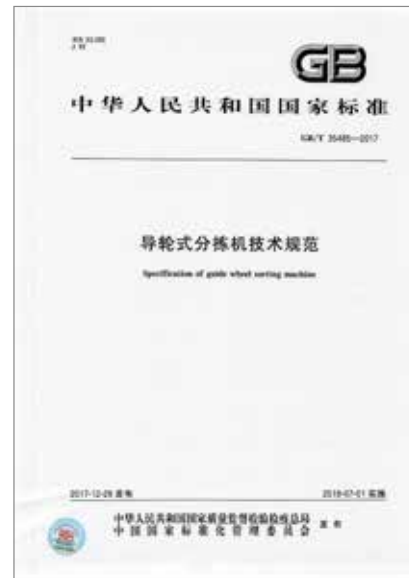 GB
中华人民共和国国家标准
导轮式分拣机技术规范
Specification of guide wheel sorting machine
2017-12-29 发布
2018-07-01 实施
中华人民共和国国家质量监督检验检疫总局
中国国家标准化管理委员会
发布